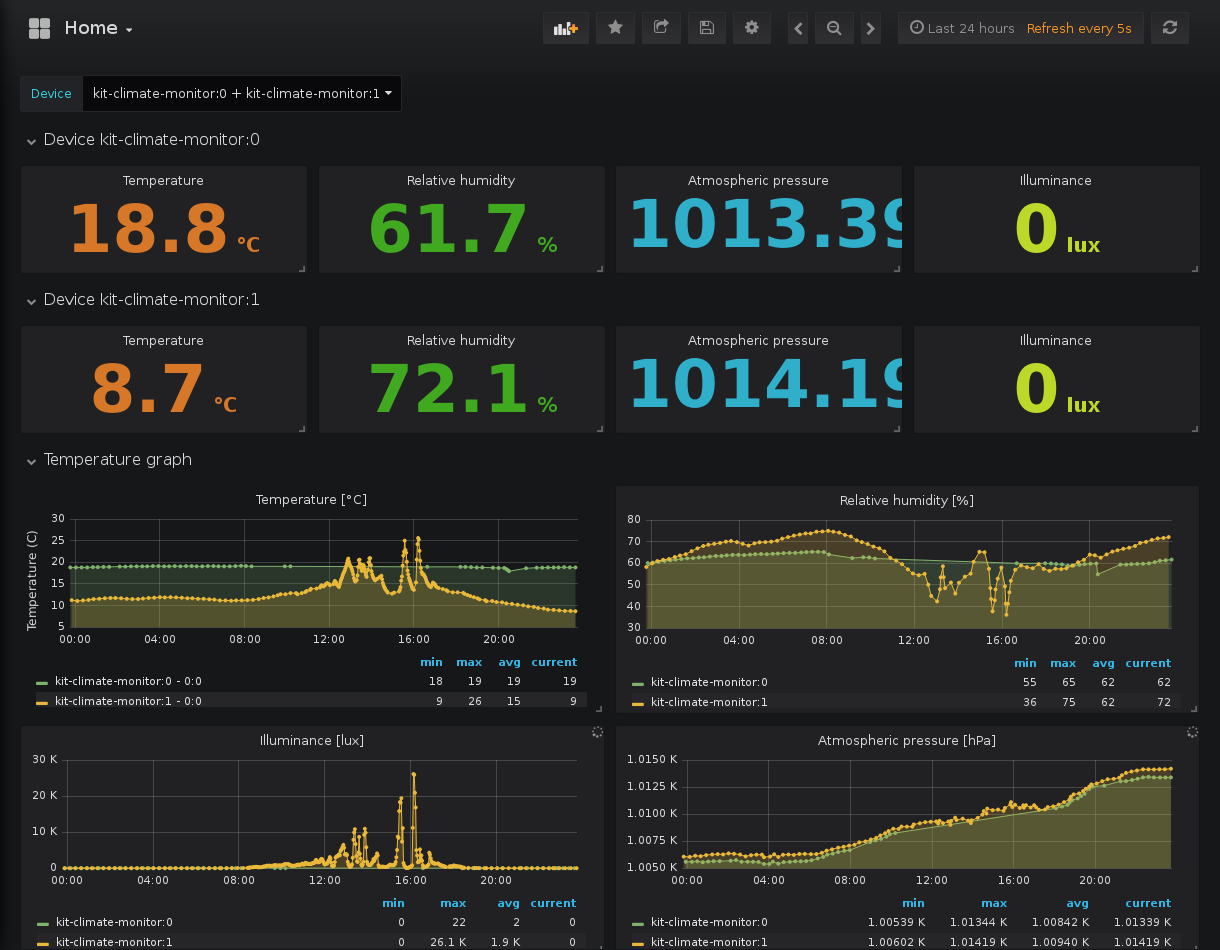 Home
Last 24 hours Refresh every 5s
Device kit-climate-monitor:0 + kit-climate-monitor:1
Device kit-climate-monitor:0
Temperature Relative humidity Atmospheric pressure Illuminance
18.8 °C 61.7 % 1013.39 0 lux
Device kit-climate-monitor:1
Temperature Relative humidity Atmospheric pressure Illuminance
8.7 °C 72.1 % 1014.19 0 lux
Temperature graph
Temperature [°C]
Temperature (C)
30
25
20
15
10
5
00:00 04:00 08:00 12:00 16:00 20:00
min max avg current
kit-climate-monitor:0 - 0:0 18 19 19 19
kit-climate-monitor:1 - 0:0 9 26 15 9
Relative humidity [%]
80
70
60
50
40
30
00:00 04:00 08:00 12:00 16:00 20:00
min max avg current
kit-climate-monitor:0 55 65 62 62
kit-climate-monitor:1 36 75 62 72
Illuminance [lux]
30 K
20 K
10 K
0
00:00 04:00 08:00 12:00 16:00 20:00
min max avg current
kit-climate-monitor:0 0 22 2 0
kit-climate-monitor:1 0 26.1 K 1.9 K 0
Atmospheric pressure [hPa]
1.0150 K
1.0125 K
1.0100 K
1.0075 K
1.0050 K
00:00 04:00 08:00 12:00 16:00 20:00
min max avg current
kit-climate-monitor:0 1.00539 K 1.01344 K 1.00842 K 1.01339 K
kit-climate-monitor:1 1.00602 K 1.01419 K 1.00940 K 1.01419 K